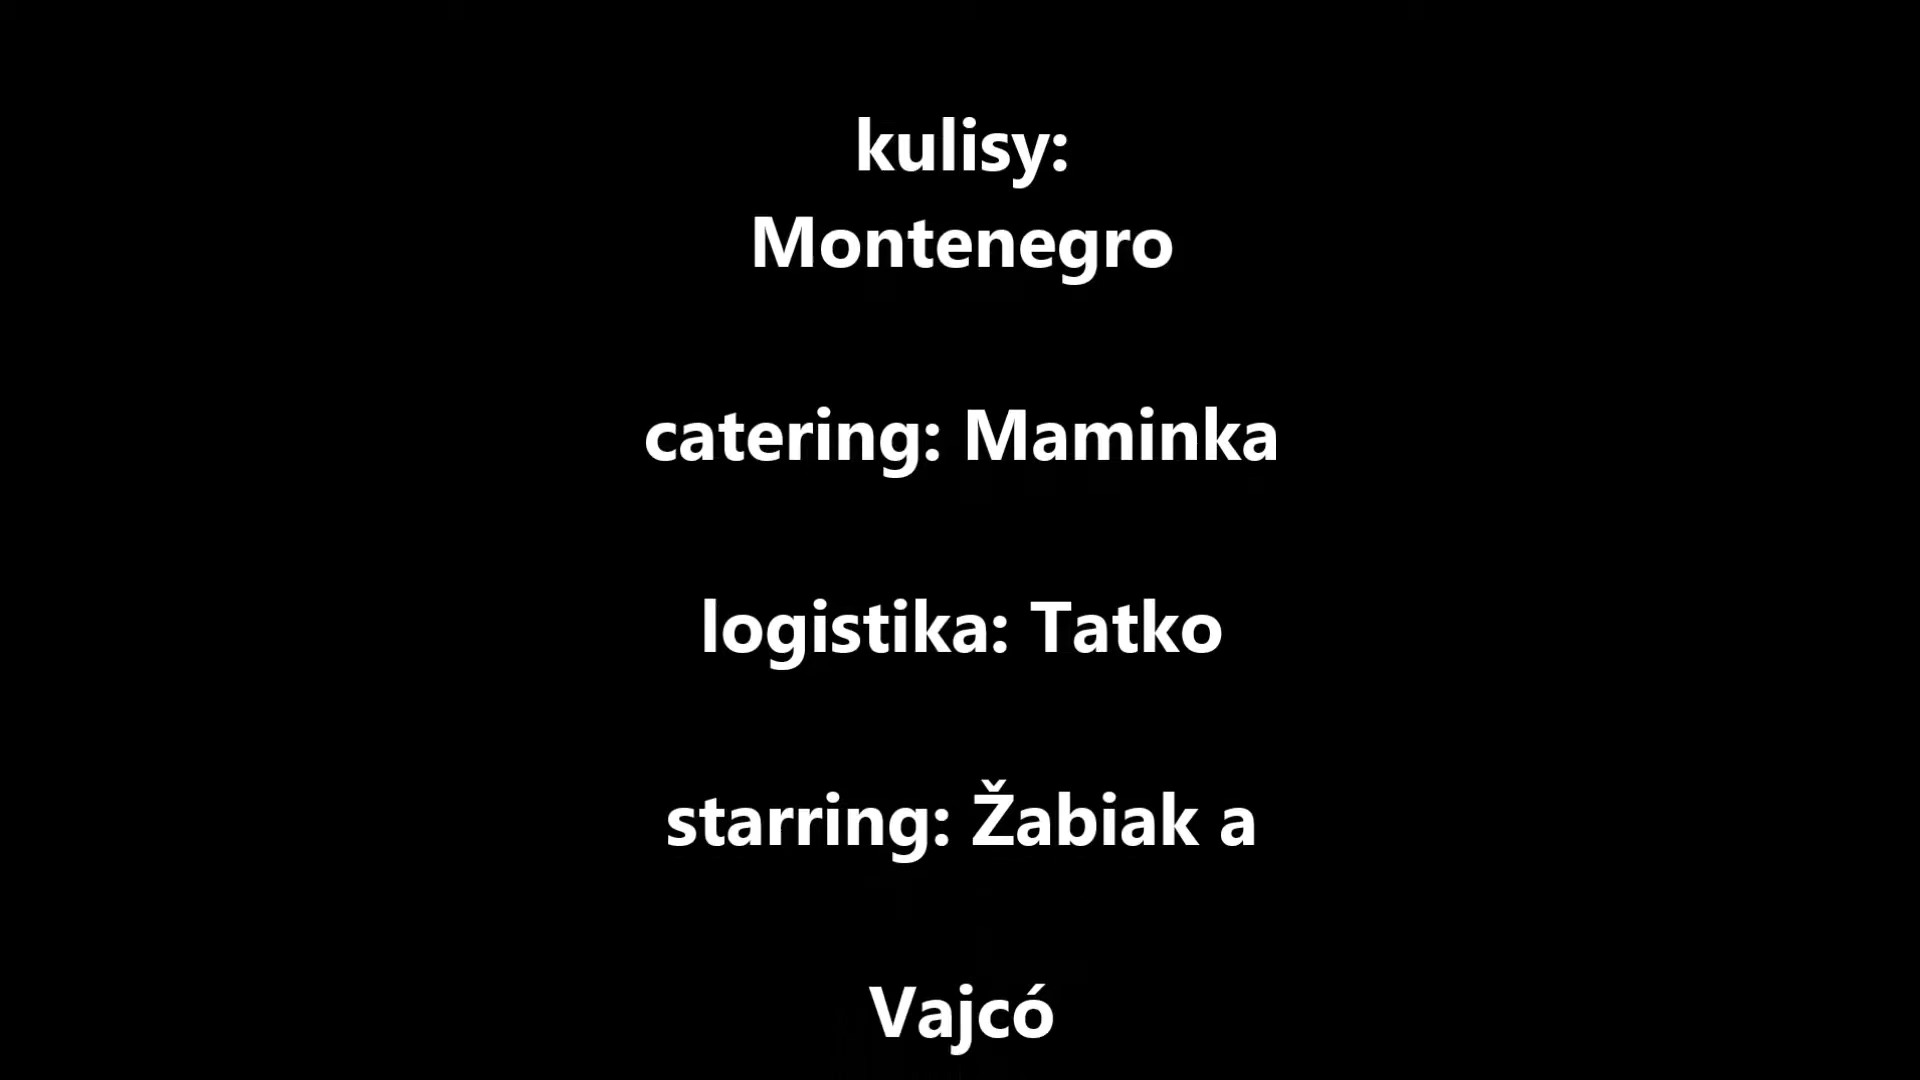 kulisy:
Montenegro
catering: Maminka
logistika: Tatko
starring: Žabiak a
Vajcó